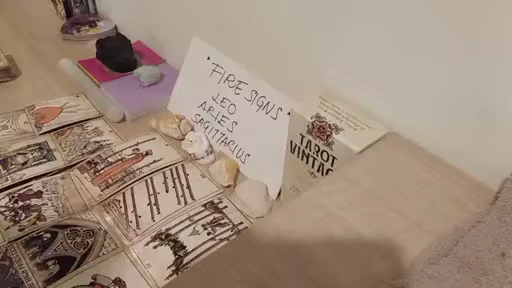 FIRE SIGNS
LEO
ARIES
SAGITTARIUS
TAROT
VINTAGE